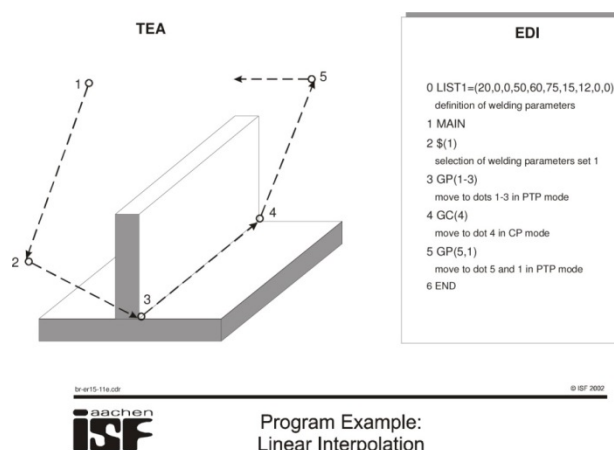 TEA
1
2
3
4
5
EDI
0 LIST1=(20,0,0,50,60,75,15,12,0,0)
definition of welding parameters
1 MAIN
2 $(1)
selection of welding parameters set 1
3 GP(1-3)
move to dots 1-3 in PTP mode
4 GC(4)
move to dot 4 in CP mode
5 GP(5,1)
move to dot 5 and 1 in PTP mode
6 END
br-er15-11e.cdr
© ISF 2002
aachen
isf
Program Example:
Linear Interpolation